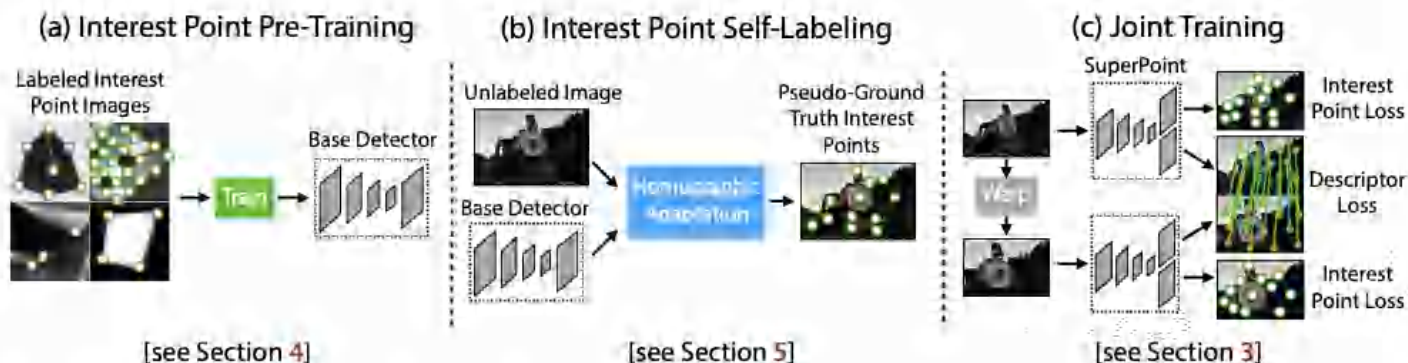 (a) Interest Point Pre-Training
Labeled Interest
Point Images
Train
Base Detector
[see Section 4]
(b) Interest Point Self-Labeling
Unlabeled Image
Base Detector
Homographic
Adaptation
Pseudo-Ground
Truth Interest
Points
[see Section 5]
(c) Joint Training
SuperPoint
Warp
Interest
Point Loss
Descriptor
Loss
Interest
Point Loss
[see Section 3]